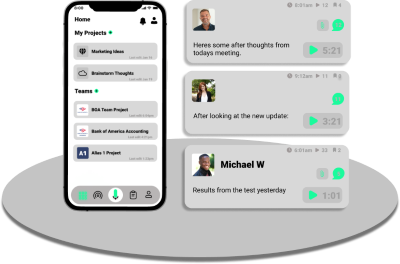 Home
My Projects
Marketing Ideas
Brainstorm Thoughts
Teams
BOA Team Project
Bank of America Accounting
A1
Atlas 1 Project
Heres some after thoughts from
todays meeting.
5:21
After looking at the new update:
3:21
Michael W
Results from the test yesterday
1:01